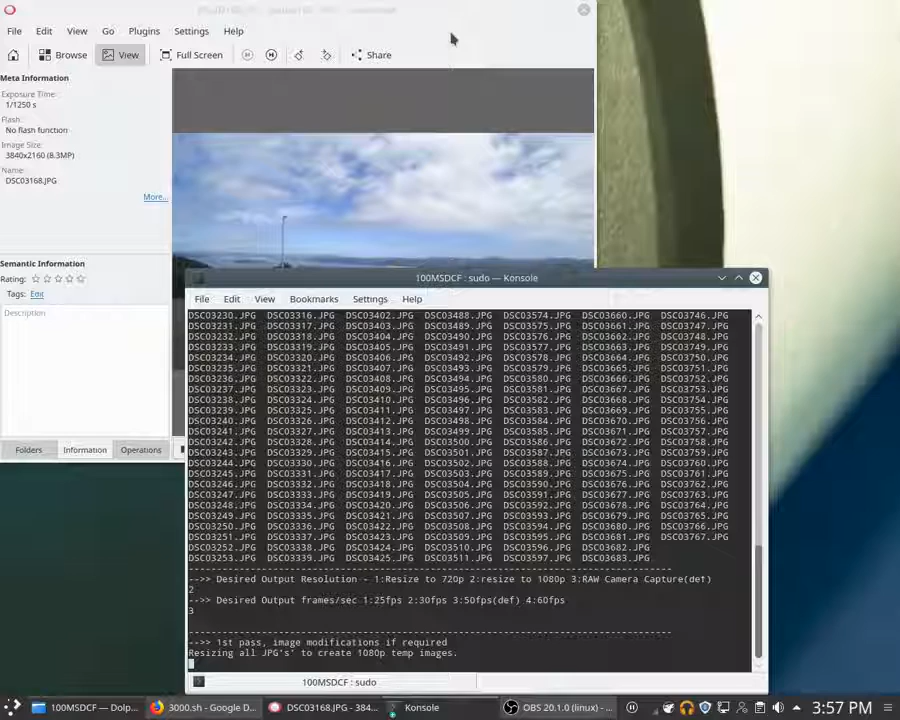 File Edit View Go Plugins Settings Help
Browse View Full Screen Share
Meta Information
Exposure Time:
1/1250 s
Flash:
No flash function
Image Size:
3840x2160 (8.3MP)
Name:
DSC03168.JPG
More...
Semantic Information
Rating:
Tags: Edit
Description
Folders Information Operations
100MSDCF : sudo — Konsole
File Edit View Bookmarks Settings Help
DSC03230.JPG DSC03316.JPG DSC03402.JPG DSC03488.JPG DSC03574.JPG DSC03660.JPG DSC03746.JPG
DSC03231.JPG DSC03317.JPG DSC03403.JPG DSC03489.JPG DSC03575.JPG DSC03661.JPG DSC03747.JPG
DSC03232.JPG DSC03318.JPG DSC03404.JPG DSC03490.JPG DSC03576.JPG DSC03662.JPG DSC03748.JPG
DSC03233.JPG DSC03319.JPG DSC03405.JPG DSC03491.JPG DSC03577.JPG DSC03663.JPG DSC03749.JPG
DSC03234.JPG DSC03320.JPG DSC03406.JPG DSC03492.JPG DSC03578.JPG DSC03664.JPG DSC03750.JPG
DSC03235.JPG DSC03321.JPG DSC03407.JPG DSC03493.JPG DSC03579.JPG DSC03665.JPG DSC03751.JPG
DSC03236.JPG DSC03322.JPG DSC03408.JPG DSC03494.JPG DSC03580.JPG DSC03666.JPG DSC03752.JPG
DSC03237.JPG DSC03323.JPG DSC03409.JPG DSC03495.JPG DSC03581.JPG DSC03667.JPG DSC03753.JPG
DSC03238.JPG DSC03324.JPG DSC03410.JPG DSC03496.JPG DSC03582.JPG DSC03668.JPG DSC03754.JPG
DSC03239.JPG DSC03325.JPG DSC03411.JPG DSC03497.JPG DSC03583.JPG DSC03669.JPG DSC03755.JPG
DSC03240.JPG DSC03326.JPG DSC03412.JPG DSC03498.JPG DSC03584.JPG DSC03670.JPG DSC03756.JPG
DSC03241.JPG DSC03327.JPG DSC03413.JPG DSC03499.JPG DSC03585.JPG DSC03671.JPG DSC03757.JPG
DSC03242.JPG DSC03328.JPG DSC03414.JPG DSC03500.JPG DSC03586.JPG DSC03672.JPG DSC03758.JPG
DSC03243.JPG DSC03329.JPG DSC03415.JPG DSC03501.JPG DSC03587.JPG DSC03673.JPG DSC03759.JPG
DSC03244.JPG DSC03330.JPG DSC03416.JPG DSC03502.JPG DSC03588.JPG DSC03674.JPG DSC03760.JPG
DSC03245.JPG DSC03331.JPG DSC03417.JPG DSC03503.JPG DSC03589.JPG DSC03675.JPG DSC03761.JPG
DSC03246.JPG DSC03332.JPG DSC03418.JPG DSC03504.JPG DSC03590.JPG DSC03676.JPG DSC03762.JPG
DSC03247.JPG DSC03333.JPG DSC03419.JPG DSC03505.JPG DSC03591.JPG DSC03677.JPG DSC03763.JPG
DSC03248.JPG DSC03334.JPG DSC03420.JPG DSC03506.JPG DSC03592.JPG DSC03678.JPG DSC03764.JPG
DSC03249.JPG DSC03335.JPG DSC03421.JPG DSC03507.JPG DSC03593.JPG DSC03679.JPG DSC03765.JPG
DSC03250.JPG DSC03336.JPG DSC03422.JPG DSC03508.JPG DSC03594.JPG DSC03680.JPG DSC03766.JPG
DSC03251.JPG DSC03337.JPG DSC03423.JPG DSC03509.JPG DSC03595.JPG DSC03681.JPG DSC03767.JPG
DSC03252.JPG DSC03338.JPG DSC03424.JPG DSC03510.JPG DSC03596.JPG DSC03682.JPG
DSC03253.JPG DSC03339.JPG DSC03425.JPG DSC03511.JPG DSC03597.JPG DSC03683.JPG
-->> Desired Output Resolution - 1:Resize to 720p 2:resize to 1080p 3:RAW Camera Capture(def)
2
-->> Desired Output frames/sec 1:25fps 2:30fps 3:50fps(def) 4:60fps
3
-->> 1st pass, image modifications if required
Resizing all JPG's' to create 1080p temp images.
100MSDCF : sudo
100MSDCF — Dolp... 3000.sh - Google D... DSC03168.JPG - 384... Konsole OBS 20.1.0 (linux) - ... 3:57 PM